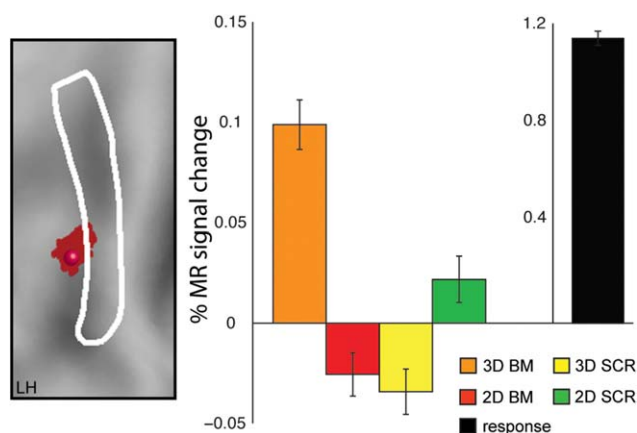 LH
% MR signal change
0.15
0.1
0.05
0
−0.05
1.2
0.8
0.4
3D BM
3D SCR
2D BM
2D SCR
response